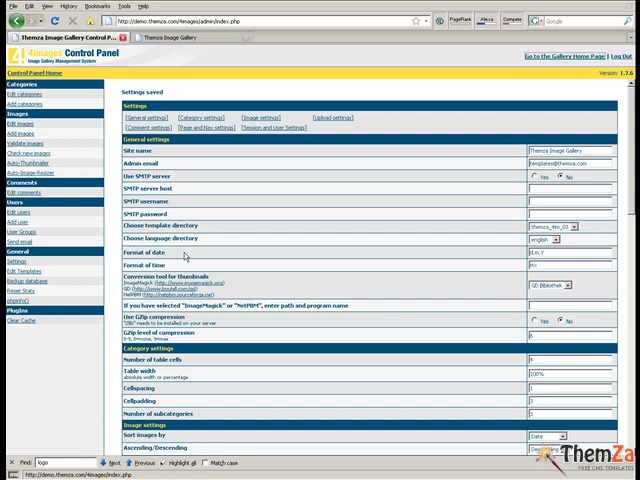 File Edit View History Bookmarks Tools Help
http://demo.themza.com/4images/admin/index.php
PageRank
Alexa
Compete
Google
Themza Image Gallery Control P...
http://demo.themza.com/4images/
4images Control Panel
Image Gallery Management System
Go to the Gallery Home Page | Log Out
Control Panel Home
Version: 1.7.6
Categories
Edit categories
Add categories
Images
Edit images
Add images
Validate images
Check new images
Auto-Thumbnailer
Auto-Image-Resizer
Comments
Edit comments
Users
Edit users
Add user
User Groups
Send email
General
Settings
Edit Templates
Backup database
Reset Stats
phpinfo()
PlugIns
Clear Cache
Settings saved
Settings
[General settings] [Category settings] [Image settings] [Upload settings]
[Comment settings] [Page and Nav settings] [Session and User Settings]
General settings
Site name Themza Image Gallery
Admin email templates@themza.com
Use SMTP server Yes No
SMTP server host
SMTP username
SMTP password
Choose template directory themza_4im_03
Choose language directory english
Format of date d.m.Y
Format of time
Conversion tool for thumbnails
ImageMagick (http://www.imagemagick.org)
GD (http://www.boutell.com/gd) GD Bibliothek
NetPBM (http://netpbm.sourceforge.net)
If you have selected "ImageMagick" or "NetPBM", enter path and program name
Use GZip compression Yes No
"Zlib" needs to be installed on your server
GZip level of compression 6
0-9, 0=none, 9=max
Category settings
Number of table cells 4
Table width 100%
absolute width or percentage
Cellspacing 1
Cellpadding 3
Number of subcategories 3
Image settings
Sort images by Date
Ascending/Descending
ThemZa
FREE CMS TEMPLATES
Find: logo Next Previous Highlight all Match case
http://demo.themza.com/4images/index.php